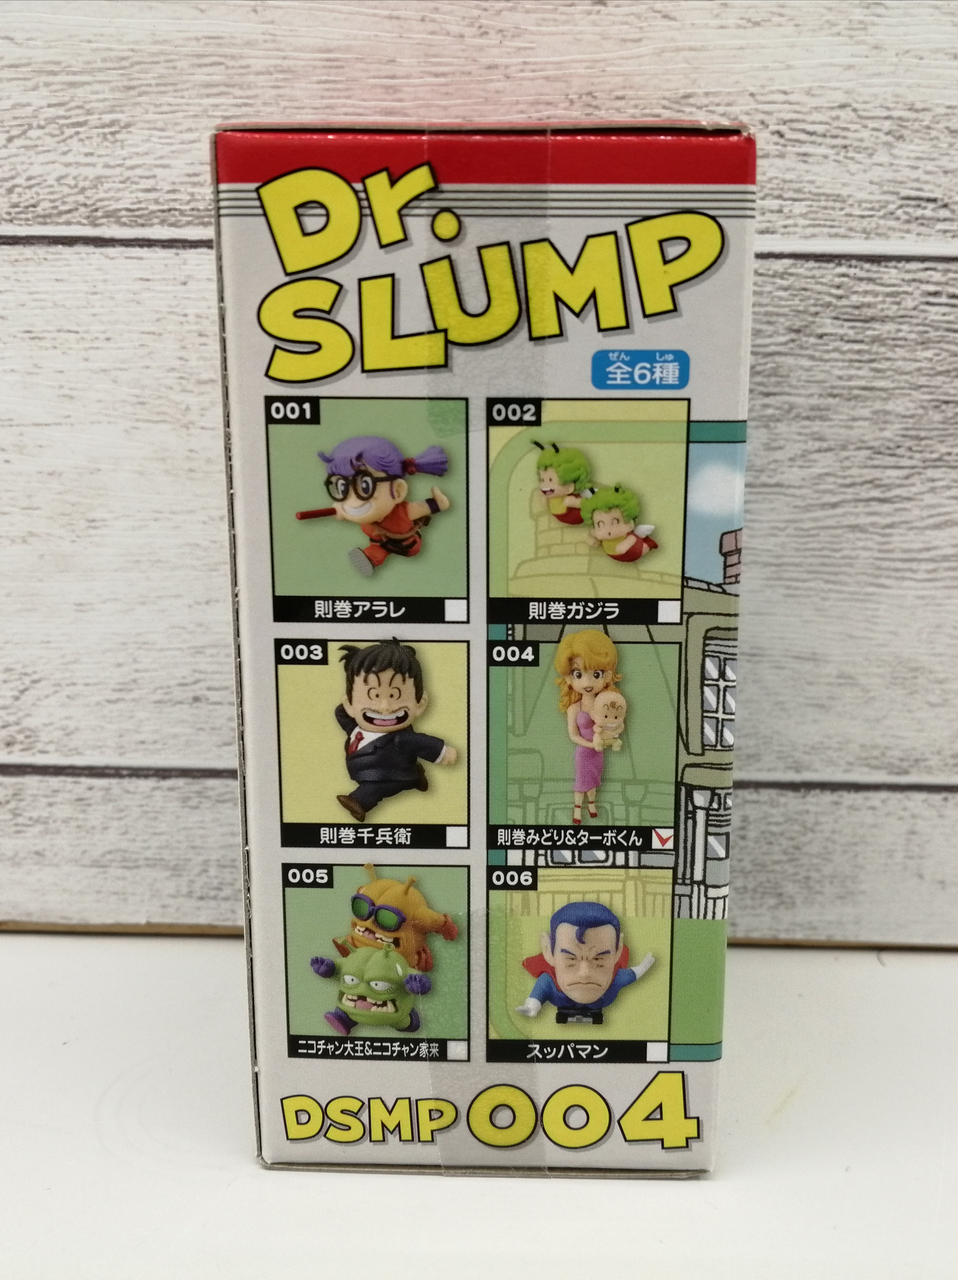 Dr.
SLUMP
ぜん しゅ
全6種
001
002
則巻アラレ
則巻ガジラ
003
004
則巻千兵衛
則巻みどり&ターボくん
005
006
ニコチャン大王&ニコチャン家来
スッパマン
DSMP004